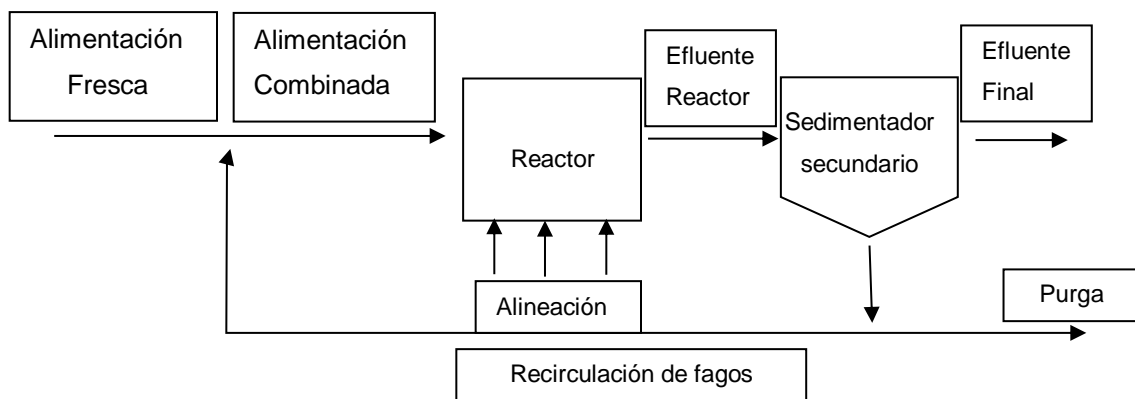 Alimentación
Fresca
Alimentación
Combinada
Efluente
Reactor
Efluente
Final
Reactor
Sedimentador
secundario
Alineación
Purga
Recirculación de fagos